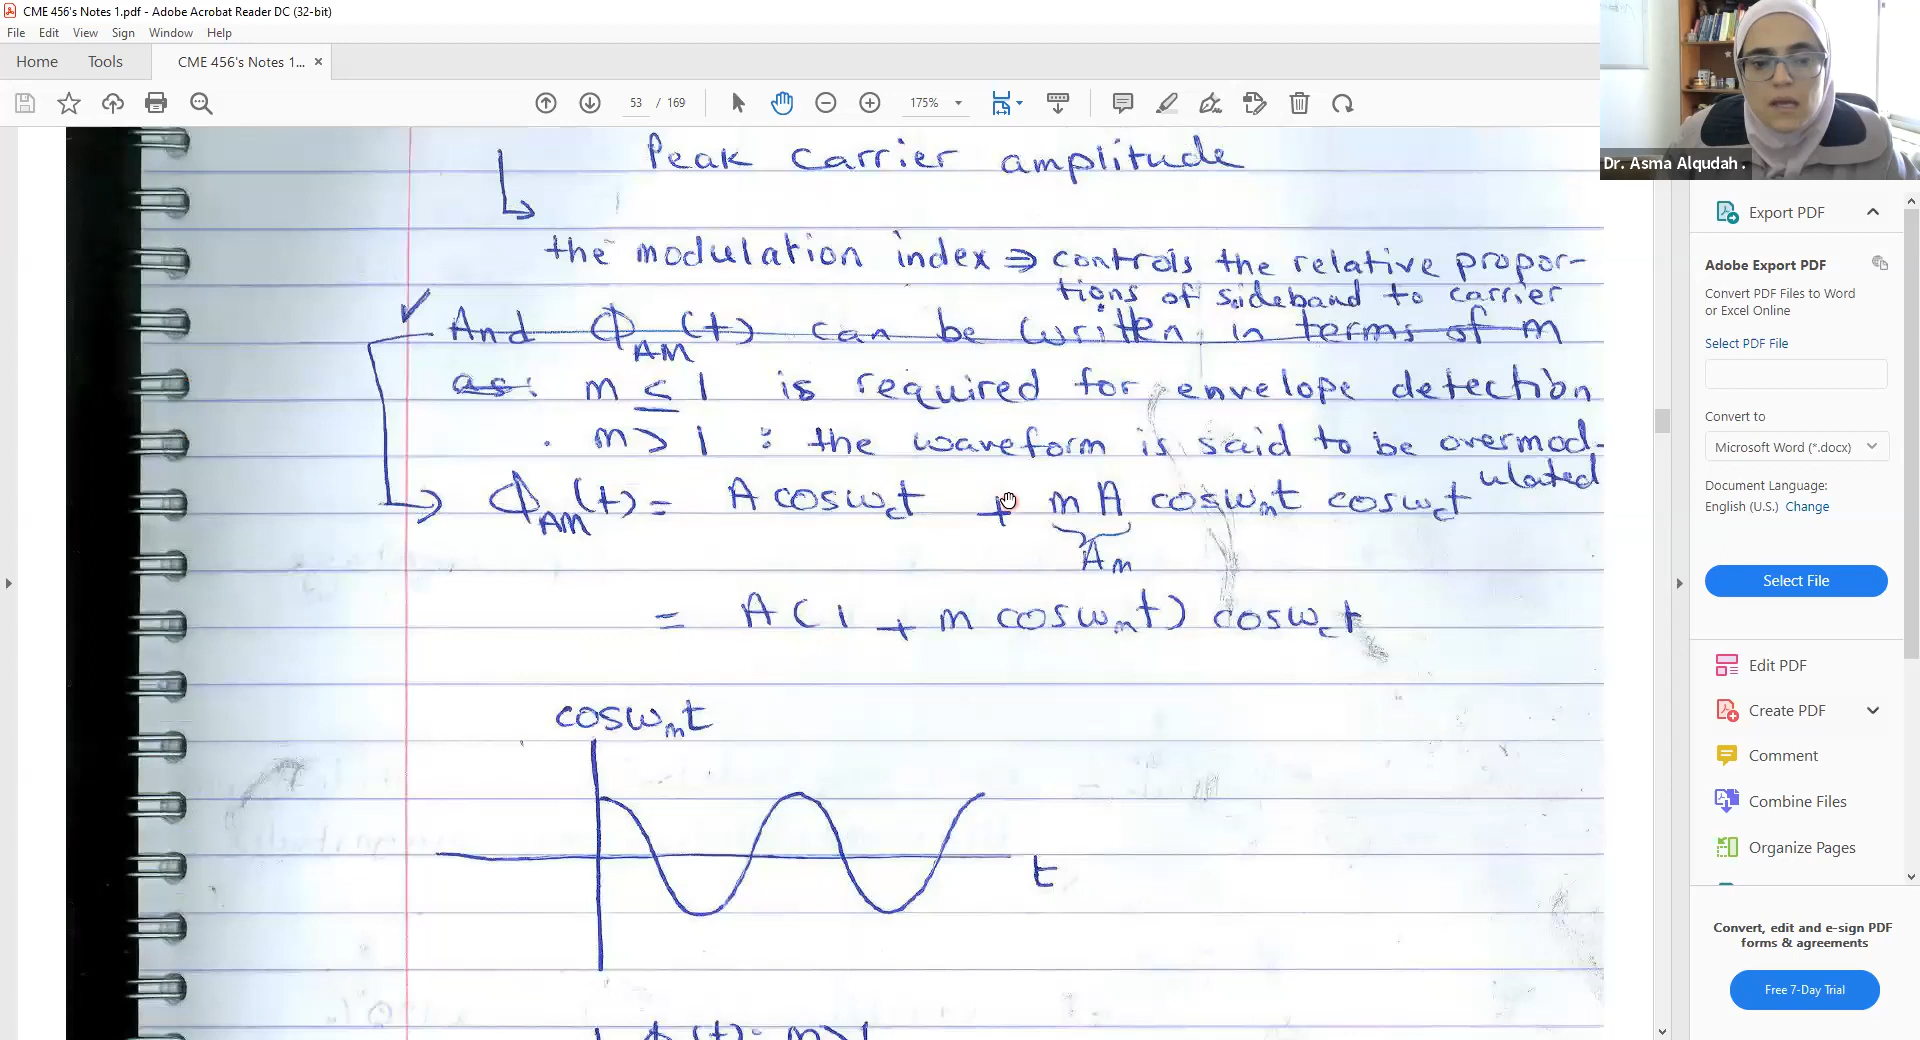 CME 456's Notes 1.pdf - Adobe Acrobat Reader DC (32-bit)
File Edit View Sign Window Help
Home Tools CME 456's Notes 1... ×
53 / 169 175%
Dr. Asma Alqudah .
Peak carrier amplitude
the modulation index ⇒ controls the relative propor-
tions of sideband to carrier
And Φ_AM(t) can be written in terms of m
as: m ≤ 1 is required for envelope detection
. m > 1 : the waveform is said to be overmod-
ulated
Φ_AM(t) = A cosω_ct + m A cosω_mt cosω_ct
A_m
= A(1 + m cosω_mt) cosω_ct
cosω_mt
t
(t): m>1
Export PDF
Adobe Export PDF
Convert PDF Files to Word
or Excel Online
Select PDF File
Convert to
Microsoft Word (*.docx)
Document Language:
English (U.S.) Change
Select File
Edit PDF
Create PDF
Comment
Combine Files
Organize Pages
Convert, edit and e-sign PDF
forms & agreements
Free 7-Day Trial